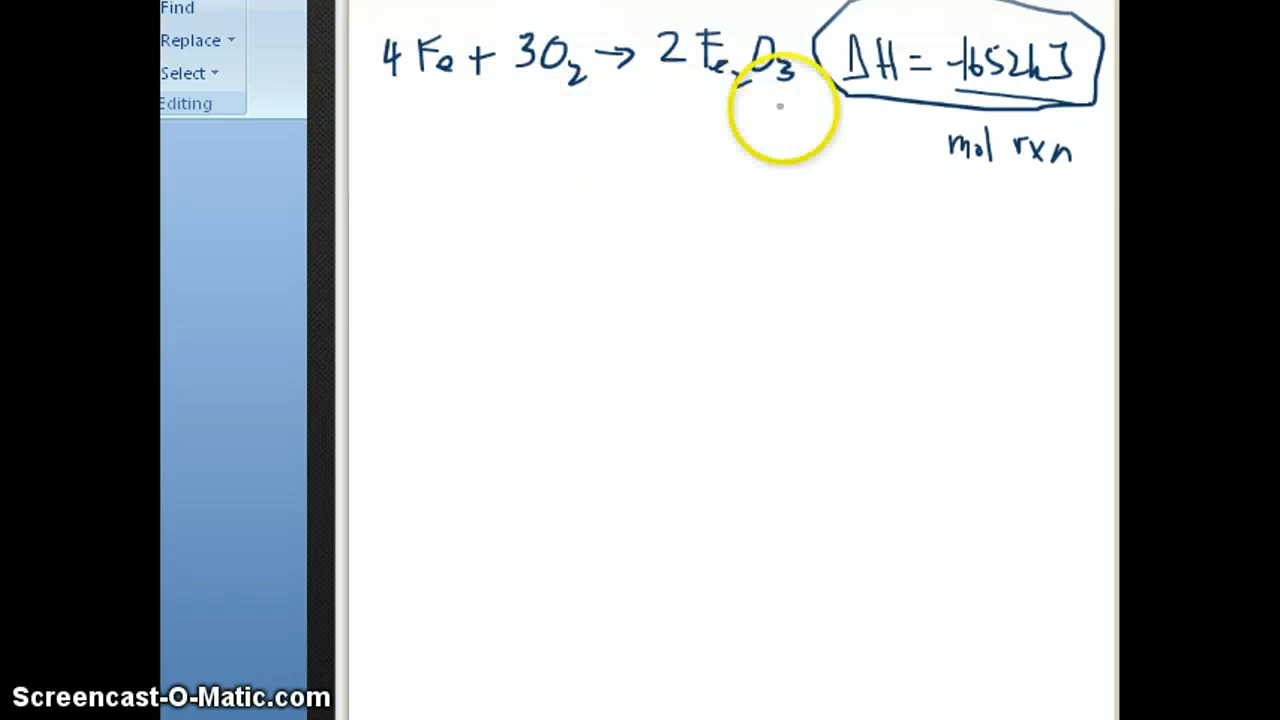 Find
Replace
Select
Editing
4 Fe + 3O2 → 2 Fe2O3 ΔH = -1652kJ
mol rxn
Screencast-O-Matic.com